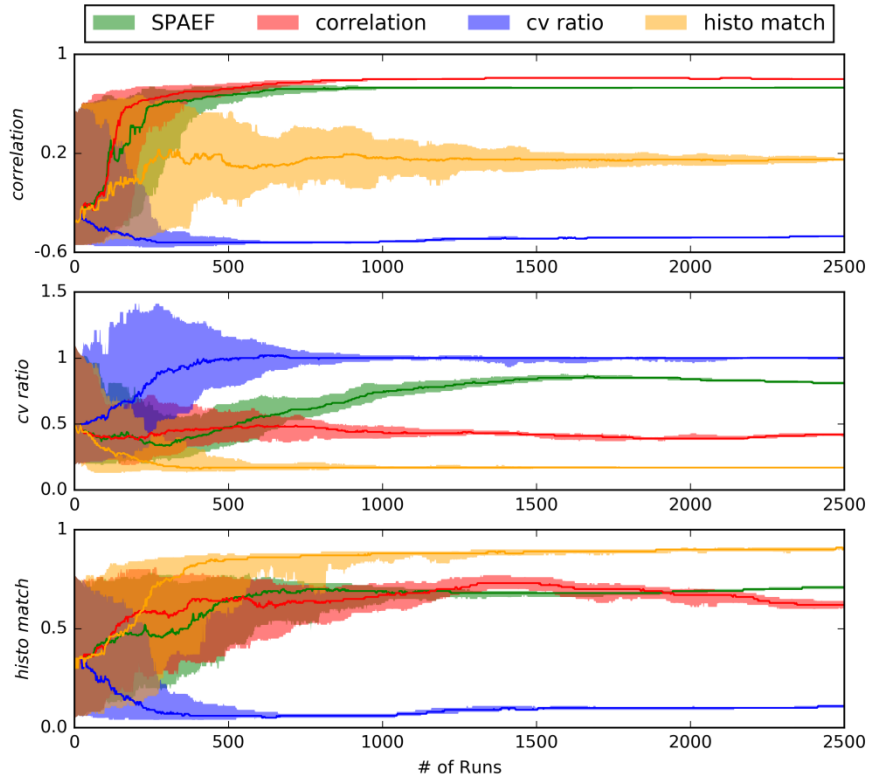 SPAEF correlation cv ratio histo match
1
0.2
-0.6
correlation
0 500 1000 1500 2000 2500
1.5
1.0
0.5
0.0
cv ratio
0 500 1000 1500 2000 2500
1
0.5
0.0
histo match
0 500 1000 1500 2000 2500
# of Runs